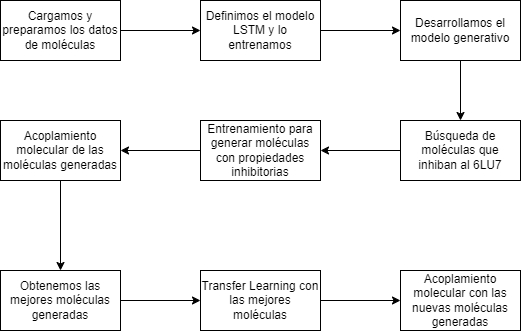 Cargamos y
preparamos los datos
de moléculas
Definimos el modelo
LSTM y lo
entrenamos
Desarrollamos el
modelo generativo
Búsqueda de
moléculas que
inhiban al 6LU7
Entrenamiento para
generar moléculas
con propiedades
inhibitorias
Acoplamiento
molecular de las
moléculas generadas
Obtenemos las
mejores moléculas
generadas
Transfer Learning con
las mejores
moléculas
Acoplamiento
molecular con las
nuevas moléculas
generadas